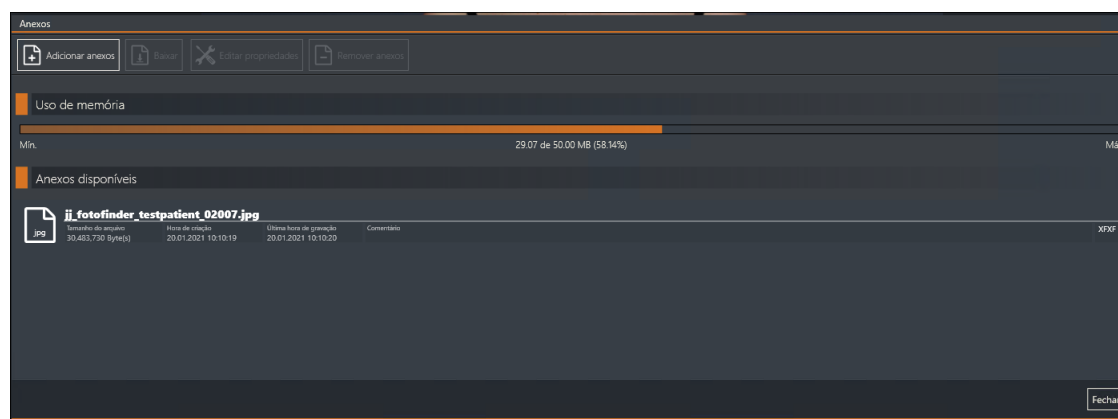 Anexos
Adicionar anexos Baixar Editar propriedades Remover anexos
Uso de memória
Mín. 29.07 de 50.00 MB (58.14%) Má
Anexos disponíveis
jj_fotofinder_testpatient_02007.jpg
jpg
Tamanho do arquivo Hora de criação Última hora de gravação Comentário
30,483,730 Byte(s) 20.01.2021 10:10:19 20.01.2021 10:10:20
XFXF
Fechar